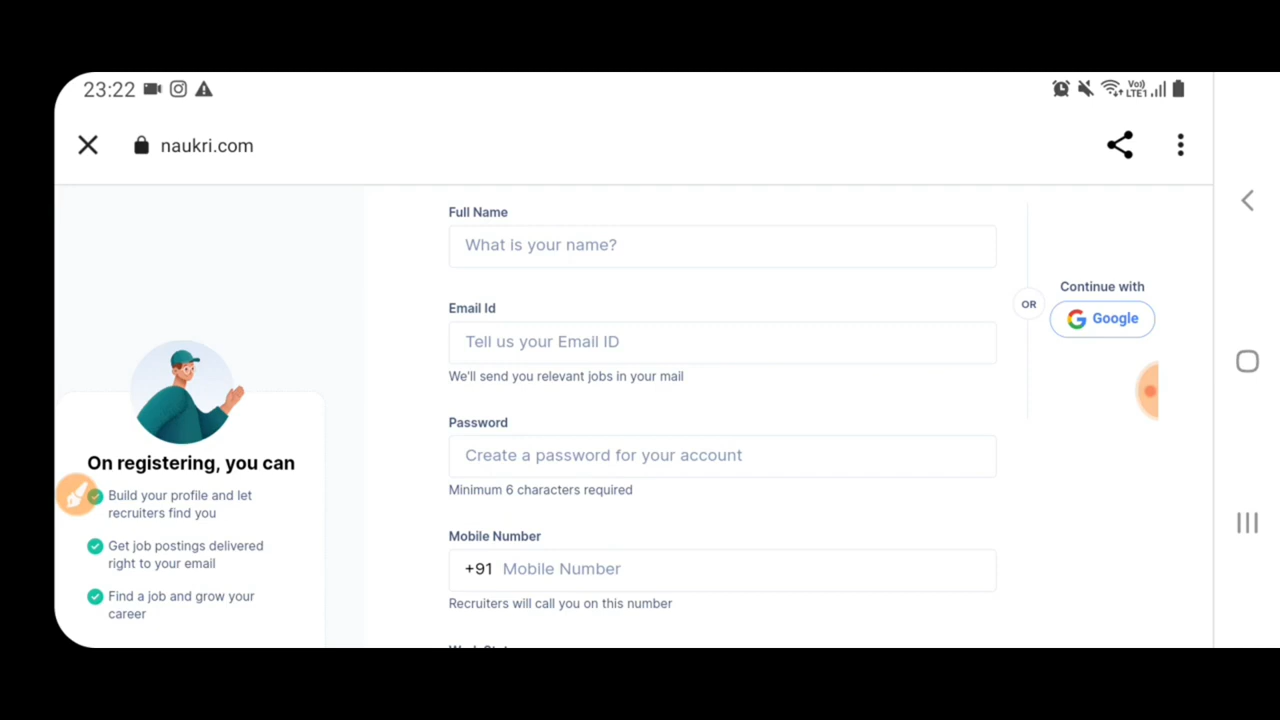 23:22
Vo) LTE1
naukri.com
Full Name
What is your name?
Email Id
Tell us your Email ID
We'll send you relevant jobs in your mail
Password
Create a password for your account
Minimum 6 characters required
Mobile Number
+91 Mobile Number
Recruiters will call you on this number
OR
Continue with
Google
On registering, you can
Build your profile and let
recruiters find you
Get job postings delivered
right to your email
Find a job and grow your
career